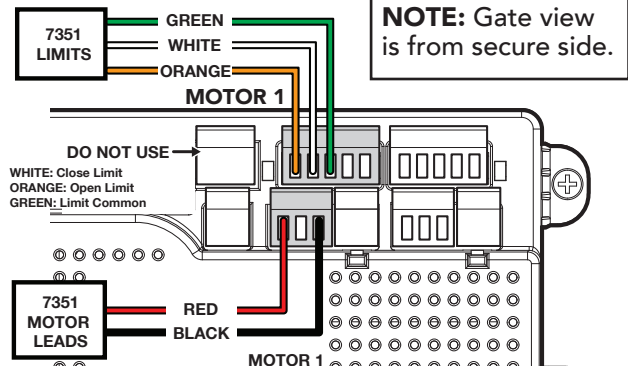 NOTE: Gate view
is from secure side.
7351
LIMITS
GREEN
WHITE
ORANGE
MOTOR 1
DO NOT USE
WHITE: Close Limit
ORANGE: Open Limit
GREEN: Limit Common
7351
MOTOR
LEADS
RED
BLACK
MOTOR 1